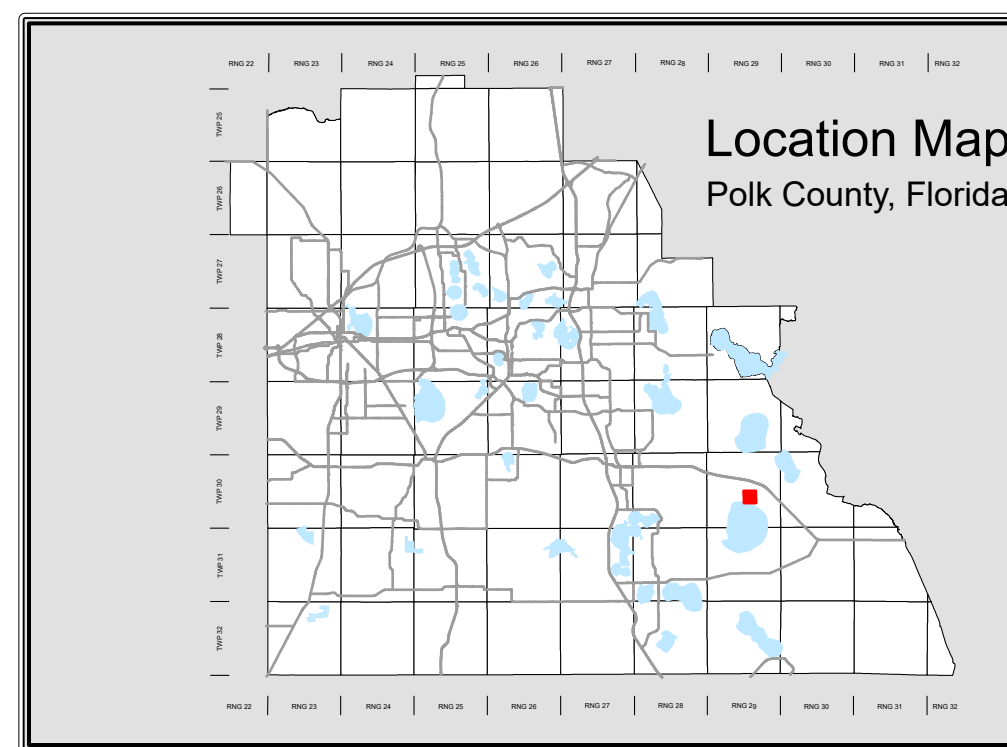 RNG 22 RNG 23 RNG 24 RNG 25 RNG 26 RNG 27 RNG 28 RNG 29 RNG 30 RNG 31 RNG 32
Location Map
Polk County, Florida
TWP 25
TWP 26
TWP 27
TWP 28
TWP 29
TWP 30
TWP 31
TWP 32
RNG 22 RNG 23 RNG 24 RNG 25 RNG 26 RNG 27 RNG 28 RNG 29 RNG 30 RNG 31 RNG 32